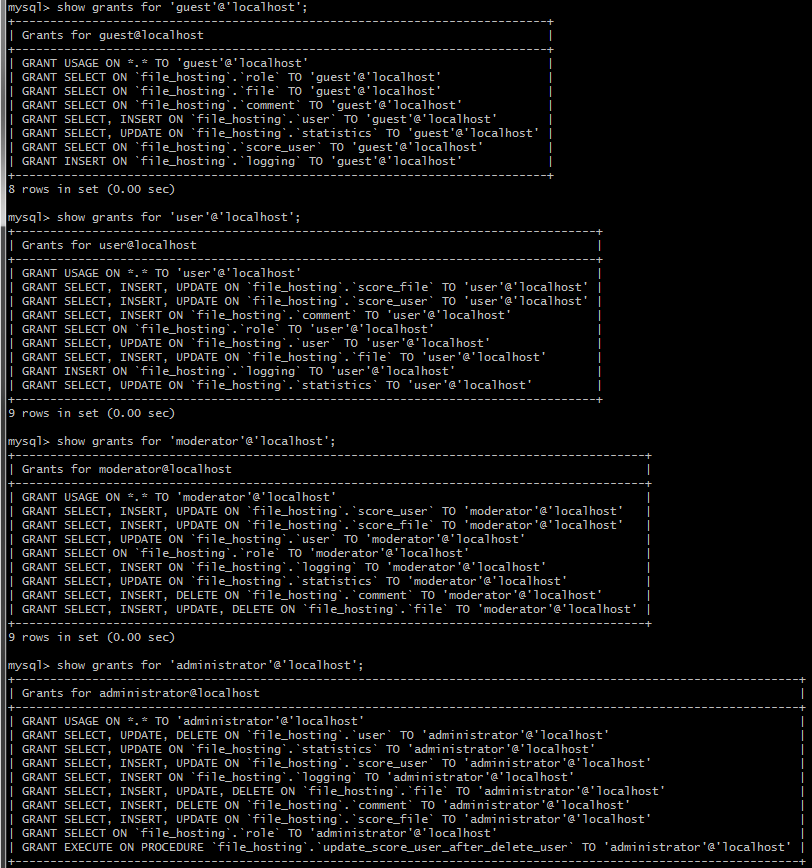 mysql> show grants for 'guest'@'localhost';
+----------------------------------------------------------------------------+
| Grants for guest@localhost |
+----------------------------------------------------------------------------+
| GRANT USAGE ON *.* TO 'guest'@'localhost' |
| GRANT SELECT ON `file_hosting`.`role` TO 'guest'@'localhost' |
| GRANT SELECT ON `file_hosting`.`file` TO 'guest'@'localhost' |
| GRANT SELECT ON `file_hosting`.`comment` TO 'guest'@'localhost' |
| GRANT SELECT, INSERT ON `file_hosting`.`user` TO 'guest'@'localhost' |
| GRANT SELECT, UPDATE ON `file_hosting`.`statistics` TO 'guest'@'localhost' |
| GRANT SELECT ON `file_hosting`.`score_user` TO 'guest'@'localhost' |
| GRANT INSERT ON `file_hosting`.`logging` TO 'guest'@'localhost' |
+----------------------------------------------------------------------------+
8 rows in set (0.00 sec)
mysql> show grants for 'user'@'localhost';
+-----------------------------------------------------------------------------------+
| Grants for user@localhost |
+-----------------------------------------------------------------------------------+
| GRANT USAGE ON *.* TO 'user'@'localhost' |
| GRANT SELECT, INSERT, UPDATE ON `file_hosting`.`score_file` TO 'user'@'localhost' |
| GRANT SELECT, INSERT, UPDATE ON `file_hosting`.`score_user` TO 'user'@'localhost' |
| GRANT SELECT, INSERT ON `file_hosting`.`comment` TO 'user'@'localhost' |
| GRANT SELECT ON `file_hosting`.`role` TO 'user'@'localhost' |
| GRANT SELECT, UPDATE ON `file_hosting`.`user` TO 'user'@'localhost' |
| GRANT SELECT, INSERT, UPDATE ON `file_hosting`.`file` TO 'user'@'localhost' |
| GRANT INSERT ON `file_hosting`.`logging` TO 'user'@'localhost' |
| GRANT SELECT, UPDATE ON `file_hosting`.`statistics` TO 'user'@'localhost' |
+-----------------------------------------------------------------------------------+
9 rows in set (0.00 sec)
mysql> show grants for 'moderator'@'localhost';
+------------------------------------------------------------------------------------------+
| Grants for moderator@localhost |
+------------------------------------------------------------------------------------------+
| GRANT USAGE ON *.* TO 'moderator'@'localhost' |
| GRANT SELECT, INSERT, UPDATE ON `file_hosting`.`score_user` TO 'moderator'@'localhost' |
| GRANT SELECT, INSERT, UPDATE ON `file_hosting`.`score_file` TO 'moderator'@'localhost' |
| GRANT SELECT, UPDATE ON `file_hosting`.`user` TO 'moderator'@'localhost' |
| GRANT SELECT ON `file_hosting`.`role` TO 'moderator'@'localhost' |
| GRANT SELECT, INSERT ON `file_hosting`.`logging` TO 'moderator'@'localhost' |
| GRANT SELECT, UPDATE ON `file_hosting`.`statistics` TO 'moderator'@'localhost' |
| GRANT SELECT, INSERT, DELETE ON `file_hosting`.`comment` TO 'moderator'@'localhost' |
| GRANT SELECT, INSERT, UPDATE, DELETE ON `file_hosting`.`file` TO 'moderator'@'localhost' |
+------------------------------------------------------------------------------------------+
9 rows in set (0.00 sec)
mysql> show grants for 'administrator'@'localhost';
+----------------------------------------------------------------------------------------------------------------+
| Grants for administrator@localhost |
+----------------------------------------------------------------------------------------------------------------+
| GRANT USAGE ON *.* TO 'administrator'@'localhost' |
| GRANT SELECT, UPDATE, DELETE ON `file_hosting`.`user` TO 'administrator'@'localhost' |
| GRANT SELECT, UPDATE ON `file_hosting`.`statistics` TO 'administrator'@'localhost' |
| GRANT SELECT, INSERT, UPDATE ON `file_hosting`.`score_user` TO 'administrator'@'localhost' |
| GRANT SELECT, INSERT ON `file_hosting`.`logging` TO 'administrator'@'localhost' |
| GRANT SELECT, INSERT, UPDATE, DELETE ON `file_hosting`.`file` TO 'administrator'@'localhost' |
| GRANT SELECT, INSERT, DELETE ON `file_hosting`.`comment` TO 'administrator'@'localhost' |
| GRANT SELECT, INSERT, UPDATE ON `file_hosting`.`score_file` TO 'administrator'@'localhost' |
| GRANT SELECT ON `file_hosting`.`role` TO 'administrator'@'localhost' |
| GRANT EXECUTE ON PROCEDURE `file_hosting`.`update_score_user_after_delete_user` TO 'administrator'@'localhost' |
+----------------------------------------------------------------------------------------------------------------+